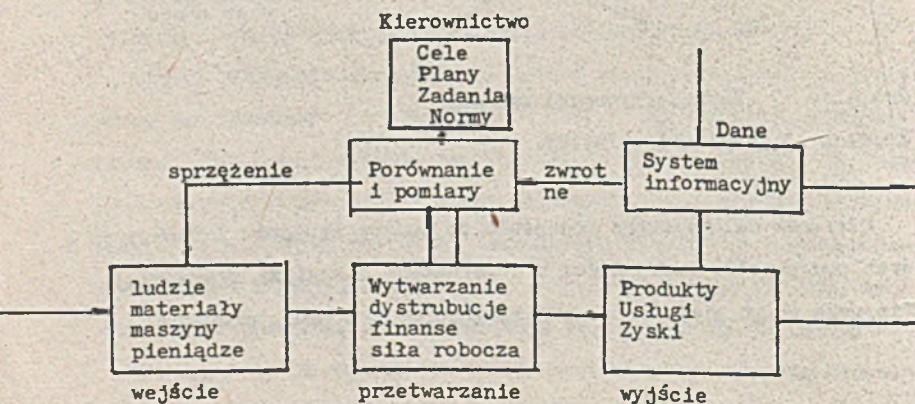 Kierownictwo
Cele
Plany
Zadania
Normy
Dane
sprzężenie
Porównanie
i pomiary
zwrot
ne
System
informacyjny
ludzie
materiały
maszyny
pieniądze
Wytwarzanie
dystrubucje
finanse
siła robocza
Produkty
Usługi
Zyski
wejście
przetwarzanie
wyjście